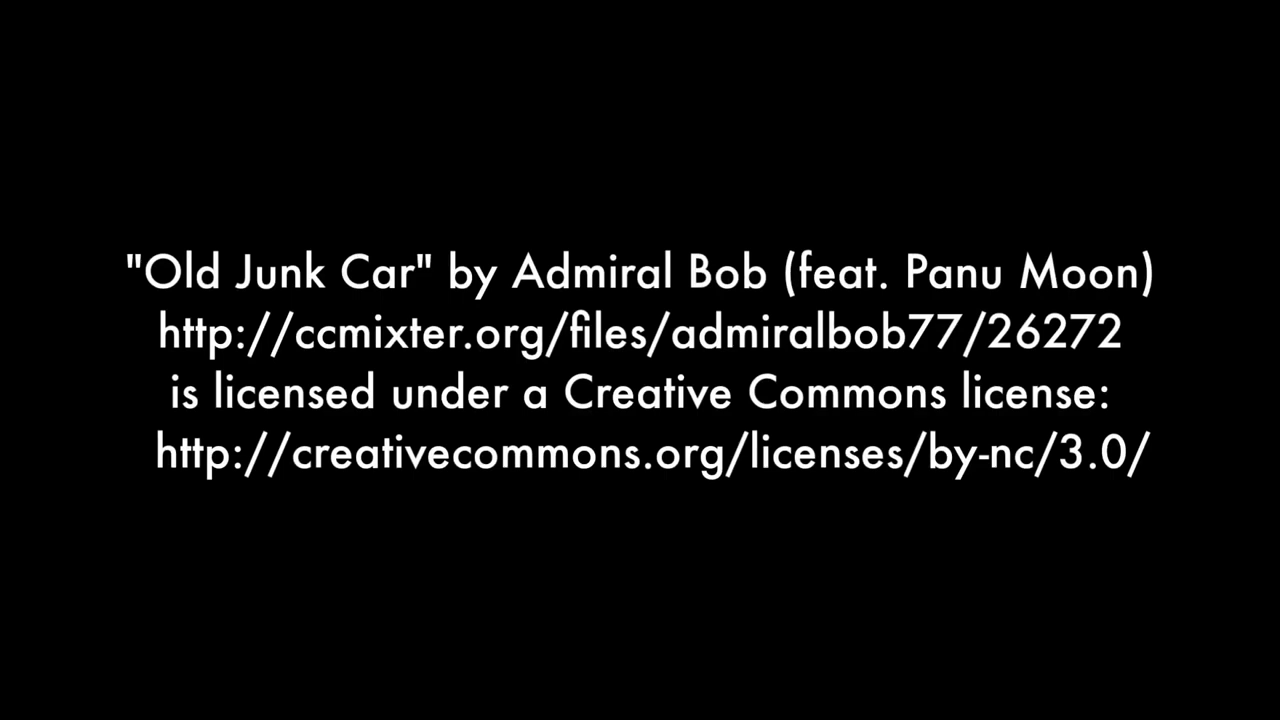 "Old Junk Car" by Admiral Bob (feat. Panu Moon)
http://ccmixter.org/files/admiralbob77/26272
is licensed under a Creative Commons license:
http://creativecommons.org/licenses/by-nc/3.0/